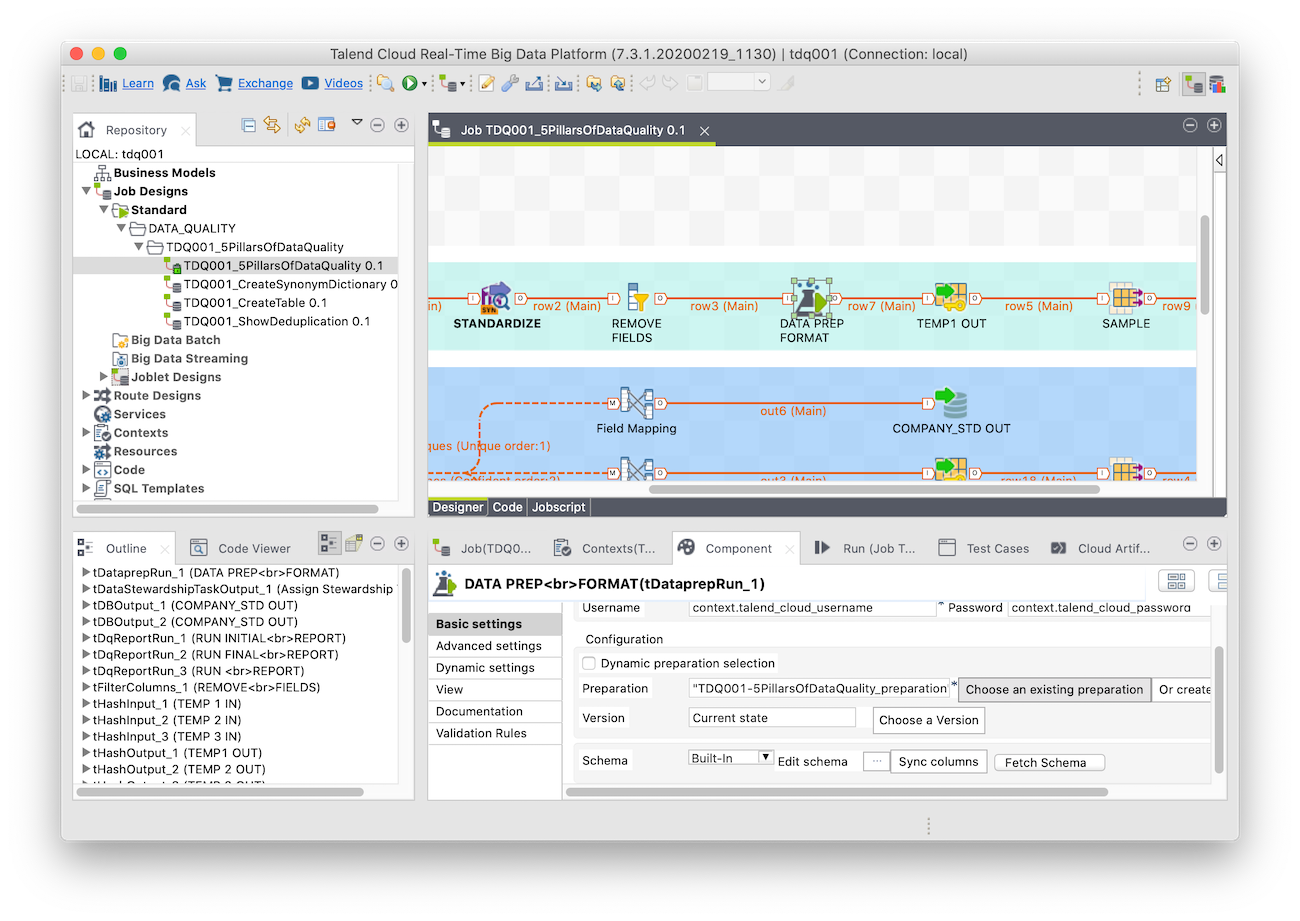 Talend Cloud Real-Time Big Data Platform (7.3.1.20200219_1130) | tdq001 (Connection: local)
Learn Ask Exchange Videos
Repository
LOCAL: tdq001
Business Models
Job Designs
Standard
DATA_QUALITY
TDQ001_5PillarsOfDataQuality
TDQ001_5PillarsOfDataQuality 0.1
TDQ001_CreateSynonymDictionary 0
TDQ001_CreateTable 0.1
TDQ001_ShowDeduplication 0.1
Big Data Batch
Big Data Streaming
Joblet Designs
Route Designs
Services
Contexts
Resources
Code
SQL Templates
Job TDQ001_5PillarsOfDataQuality 0.1
in) SYN row2 (Main) row3 (Main) row7 (Main) row5 (Main) row9
STANDARDIZE
REMOVE
FIELDS
DATA PREP
FORMAT
TEMP1 OUT
SAMPLE
out6 (Main)
Field Mapping
COMPANY_STD OUT
ques (Unique order:1)
out3 (Main) row18 (Main) row4
Designer Code Jobscript
Outline Code Viewer
tDataprepRun_1 (DATA PREP<br>FORMAT)
tDataStewardshipTaskOutput_1 (Assign Stewardship
tDBOutput_1 (COMPANY_STD OUT)
tDBOutput_2 (COMPANY_STD OUT)
tDqReportRun_1 (RUN INITIAL<br>REPORT)
tDqReportRun_2 (RUN FINAL<br>REPORT)
tDqReportRun_3 (RUN <br>REPORT)
tFilterColumns_1 (REMOVE<br>FIELDS)
tHashInput_1 (TEMP 1 IN)
tHashInput_2 (TEMP 2 IN)
tHashInput_3 (TEMP 3 IN)
tHashOutput_1 (TEMP1 OUT)
tHashOutput_2 (TEMP 2 OUT)
Job(TDQ0... Contexts(T... Component Run (Job T... Test Cases Cloud Artif...
DATA PREP<br>FORMAT(tDataprepRun_1)
Basic settings
Advanced settings
Dynamic settings
View
Documentation
Validation Rules
Username context.talend_cloud_username * Password context.talend_cloud_password
Configuration
Dynamic preparation selection
Preparation "TDQ001-5PillarsOfDataQuality_preparation * Choose an existing preparation Or create
Version Current state Choose a Version
Schema Built-In Edit schema ... Sync columns Fetch Schema